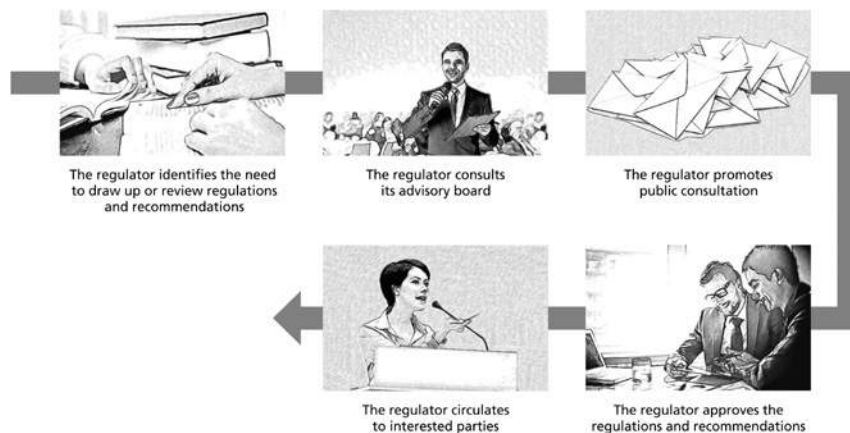 The regulator identifies the need
to draw up or review regulations
and recommendations
The regulator consults
its advisory board
The regulator promotes
public consultation
The regulator approves the
regulations and recommendations
The regulator circulates
to interested parties